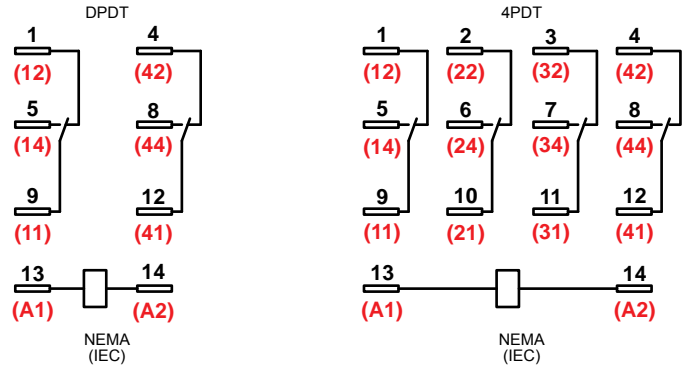 DPDT
1 4
(12) (42)
5 8
(14) (44)
9 12
(11) (41)
13 14
(A1) (A2)
NEMA
(IEC)
4PDT
1 2 3 4
(12) (22) (32) (42)
5 6 7 8
(14) (24) (34) (44)
9 10 11 12
(11) (21) (31) (41)
13 14
(A1) (A2)
NEMA
(IEC)